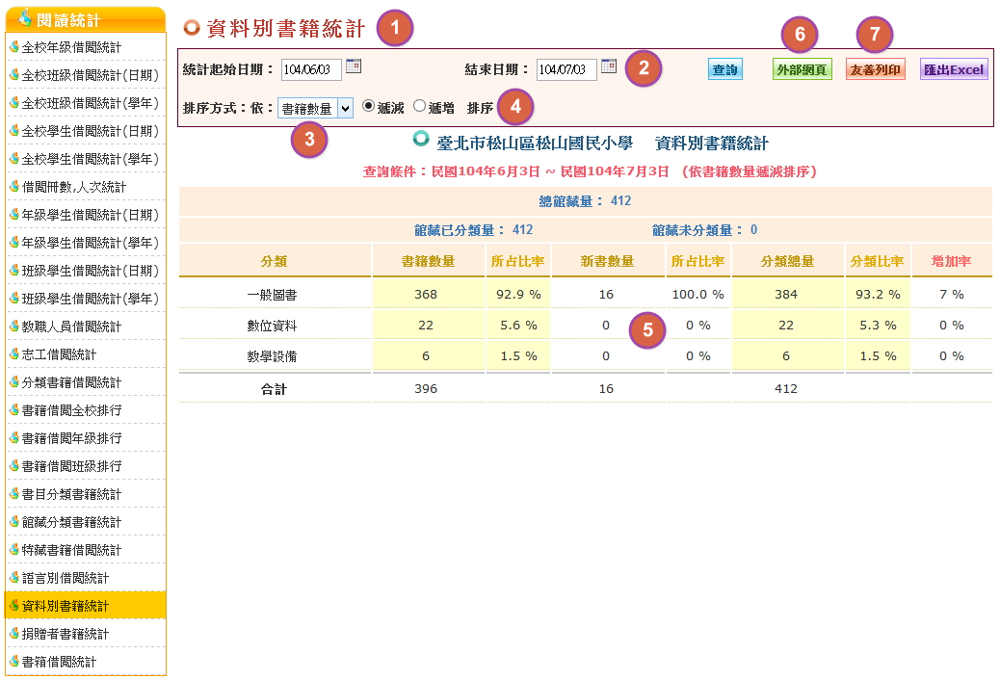 閱讀統計
全校年級借閱統計
全校班級借閱統計(日期)
全校班級借閱統計(學年)
全校學生借閱統計(日期)
全校學生借閱統計(學年)
借閱冊數,人次統計
年級學生借閱統計(日期)
年級學生借閱統計(學年)
班級學生借閱統計(日期)
班級學生借閱統計(學年)
教職人員借閱統計
志工借閱統計
分類書籍借閱統計
書籍借閱全校排行
書籍借閱年級排行
書籍借閱班級排行
書目分類書籍統計
館藏分類書籍統計
特藏書籍借閱統計
語言別借閱統計
資料別書籍統計
捐贈者書籍統計
書箱借閱統計
資料別書籍統計 1
6 7
統計起始日期： 104/06/03 結束日期： 104/07/03 2 查詢 外部網頁 友善列印 匯出Excel
排序方式：依： 書籍數量 遞減 遞增 排序 4
3
臺北市松山區松山國民小學 資料別書籍統計
查詢條件：民國104年6月3日 ~ 民國104年7月3日 (依書籍數量遞減排序)
總館藏量： 412
館藏已分類量： 412 館藏未分類量： 0
分類 書籍數量 所占比率 新書數量 所占比率 分類總量 分類比率 增加率
一般圖書 368 92.9 % 16 100.0 % 384 93.2 % 7 %
數位資料 22 5.6 % 0 0 % 22 5.3 % 0 %
5
教學設備 6 1.5 % 0 0 % 6 1.5 % 0 %
合計 396 16 412